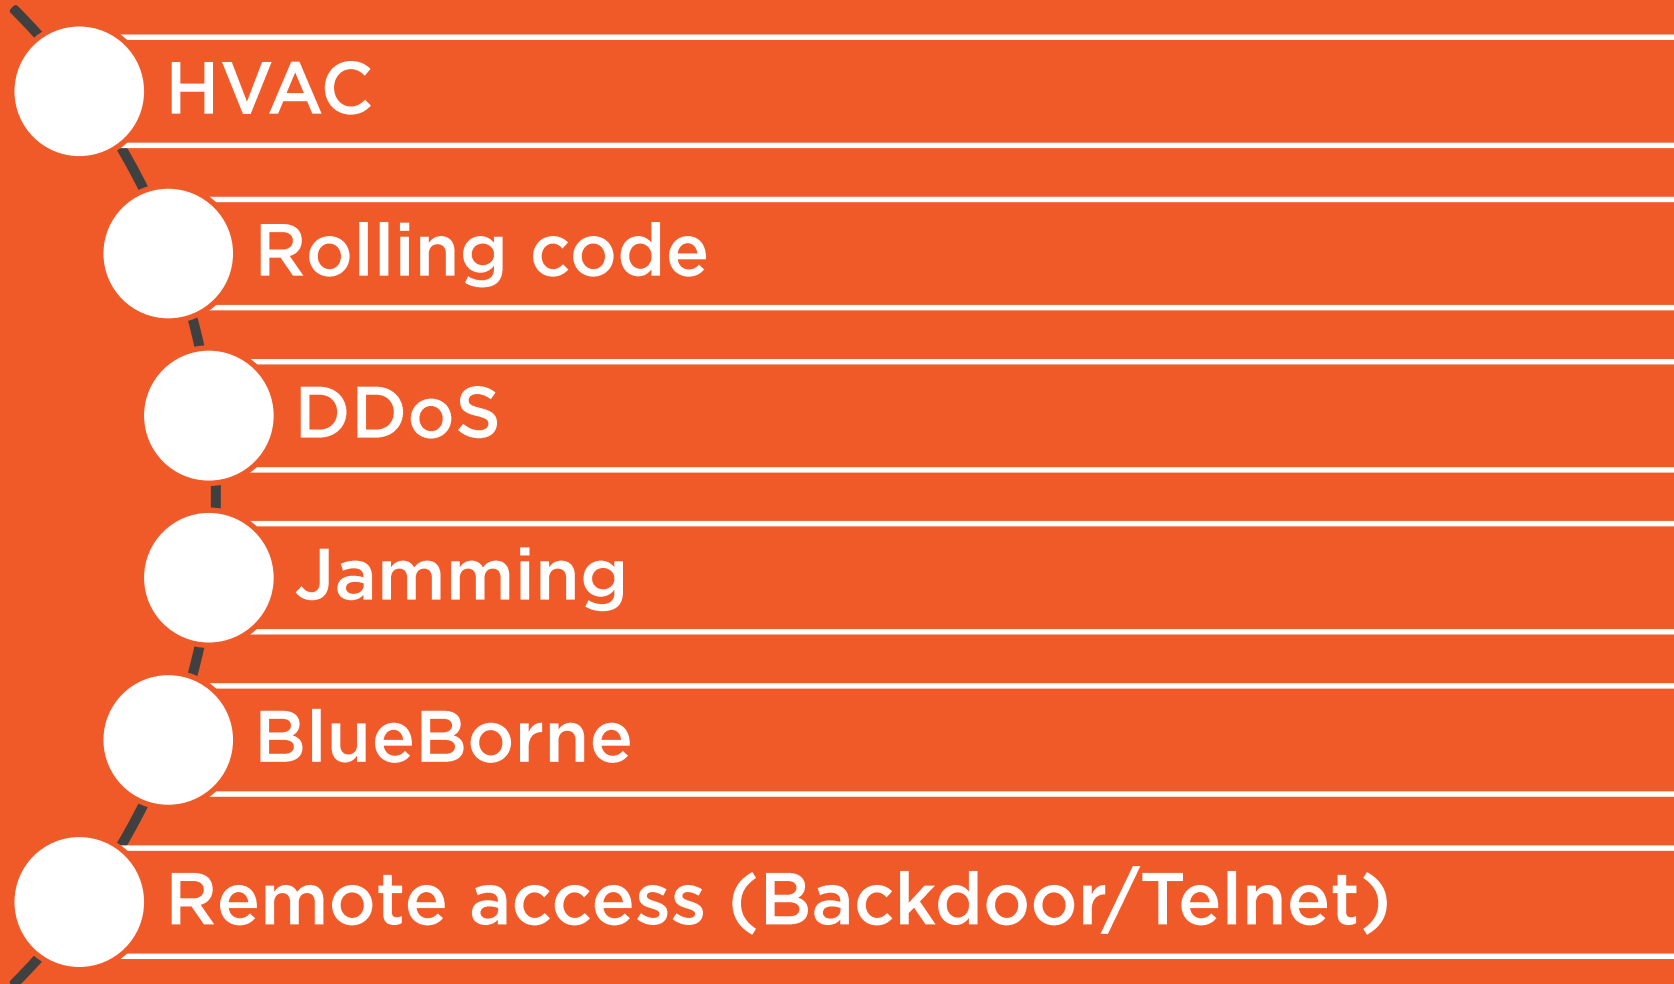 HVAC
Rolling code
DDoS
Jamming
BlueBorne
Remote access (Backdoor/Telnet)